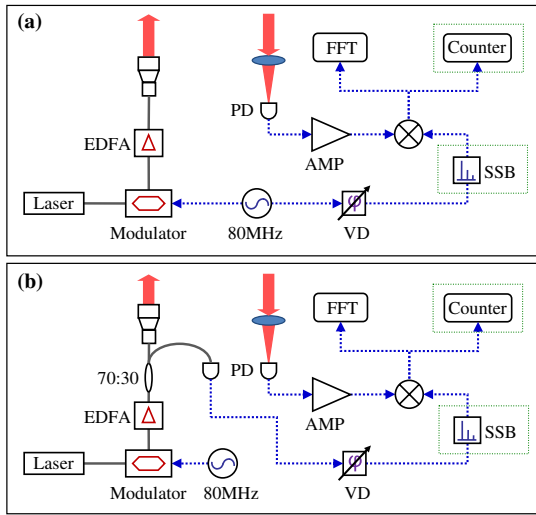 (a)
FFT
Counter
PD
EDFA
AMP
SSB
Laser
φ
Modulator
80MHz
VD
(b)
FFT
Counter
PD
70:30
EDFA
AMP
SSB
Laser
φ
Modulator
80MHz
VD